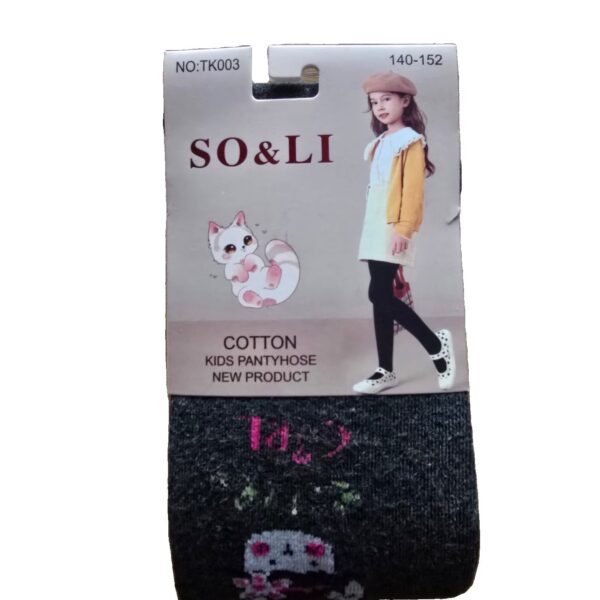 NO:TK003
140-152
SO&LI
COTTON
KIDS PANTYHOSE
NEW PRODUCT